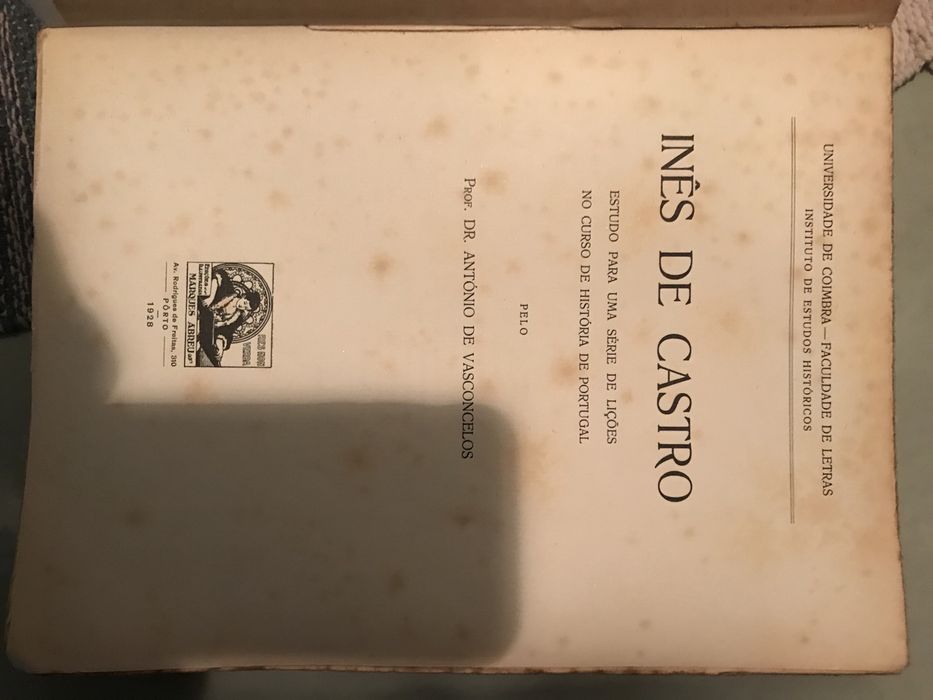 UNIVERSIDADE DE COIMBRA — FACULDADE DE LETRAS
INSTITUTO DE ESTUDOS HISTÓRICOS
INÊS DE CASTRO
ESTUDO PARA UMA SÉRIE DE LIÇÕES
NO CURSO DE HISTÓRIA DE PORTUGAL
PELO
PROF. DR. ANTÓNIO DE VASCONCELOS
MARQUES ABREU
Av. Rodrigues de Freitas, 310
PÔRTO
1928